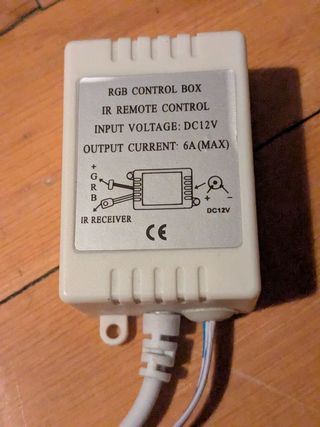 RGB CONTROL BOX
IR REMOTE CONTROL
INPUT VOLTAGE: DC12V
OUTPUT CURRENT: 6A(MAX)
+
G
R
B
IR RECEIVER
+ −
DC12V
CE